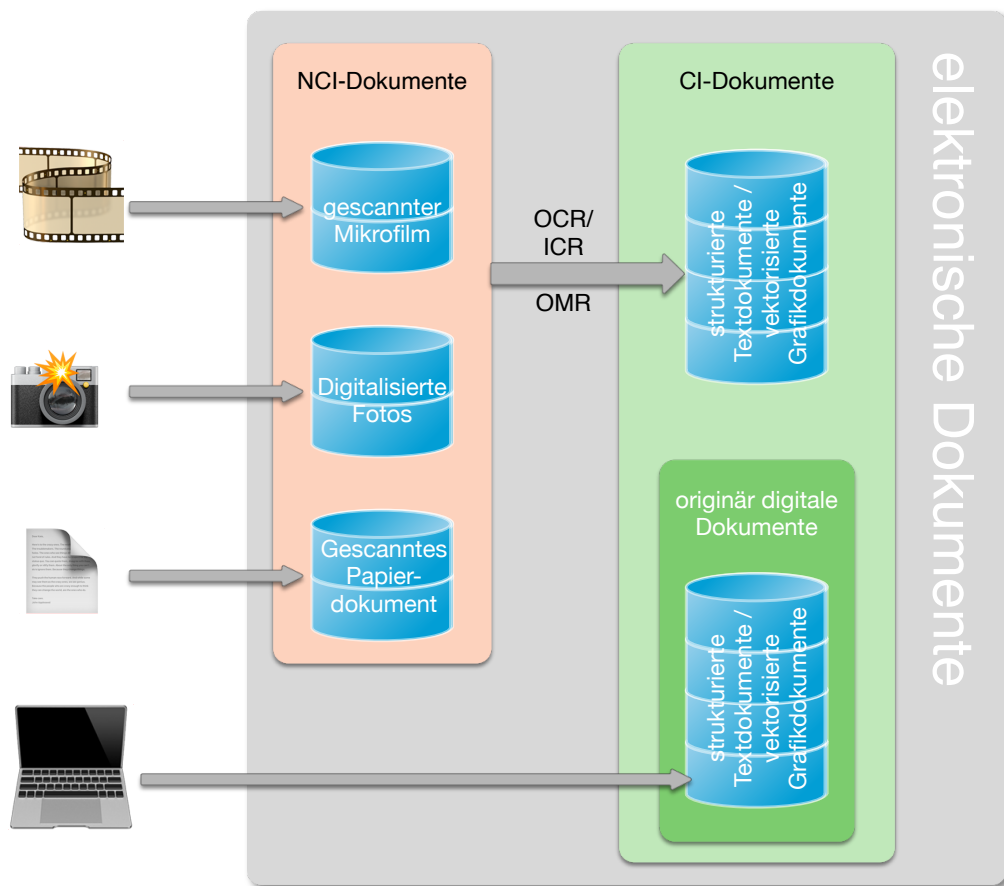 NCI-Dokumente
gescannter
Mikrofilm
Digitalisierte
Fotos
Gescanntes
Papier-
dokument
OCR/
ICR
OMR
CI-Dokumente
strukturierte
Textdokumente /
vektorisierte
Grafikdokumente
originär digitale
Dokumente
strukturierte
Textdokumente /
vektorisierte
Grafikdokumente
elektronische Dokumente